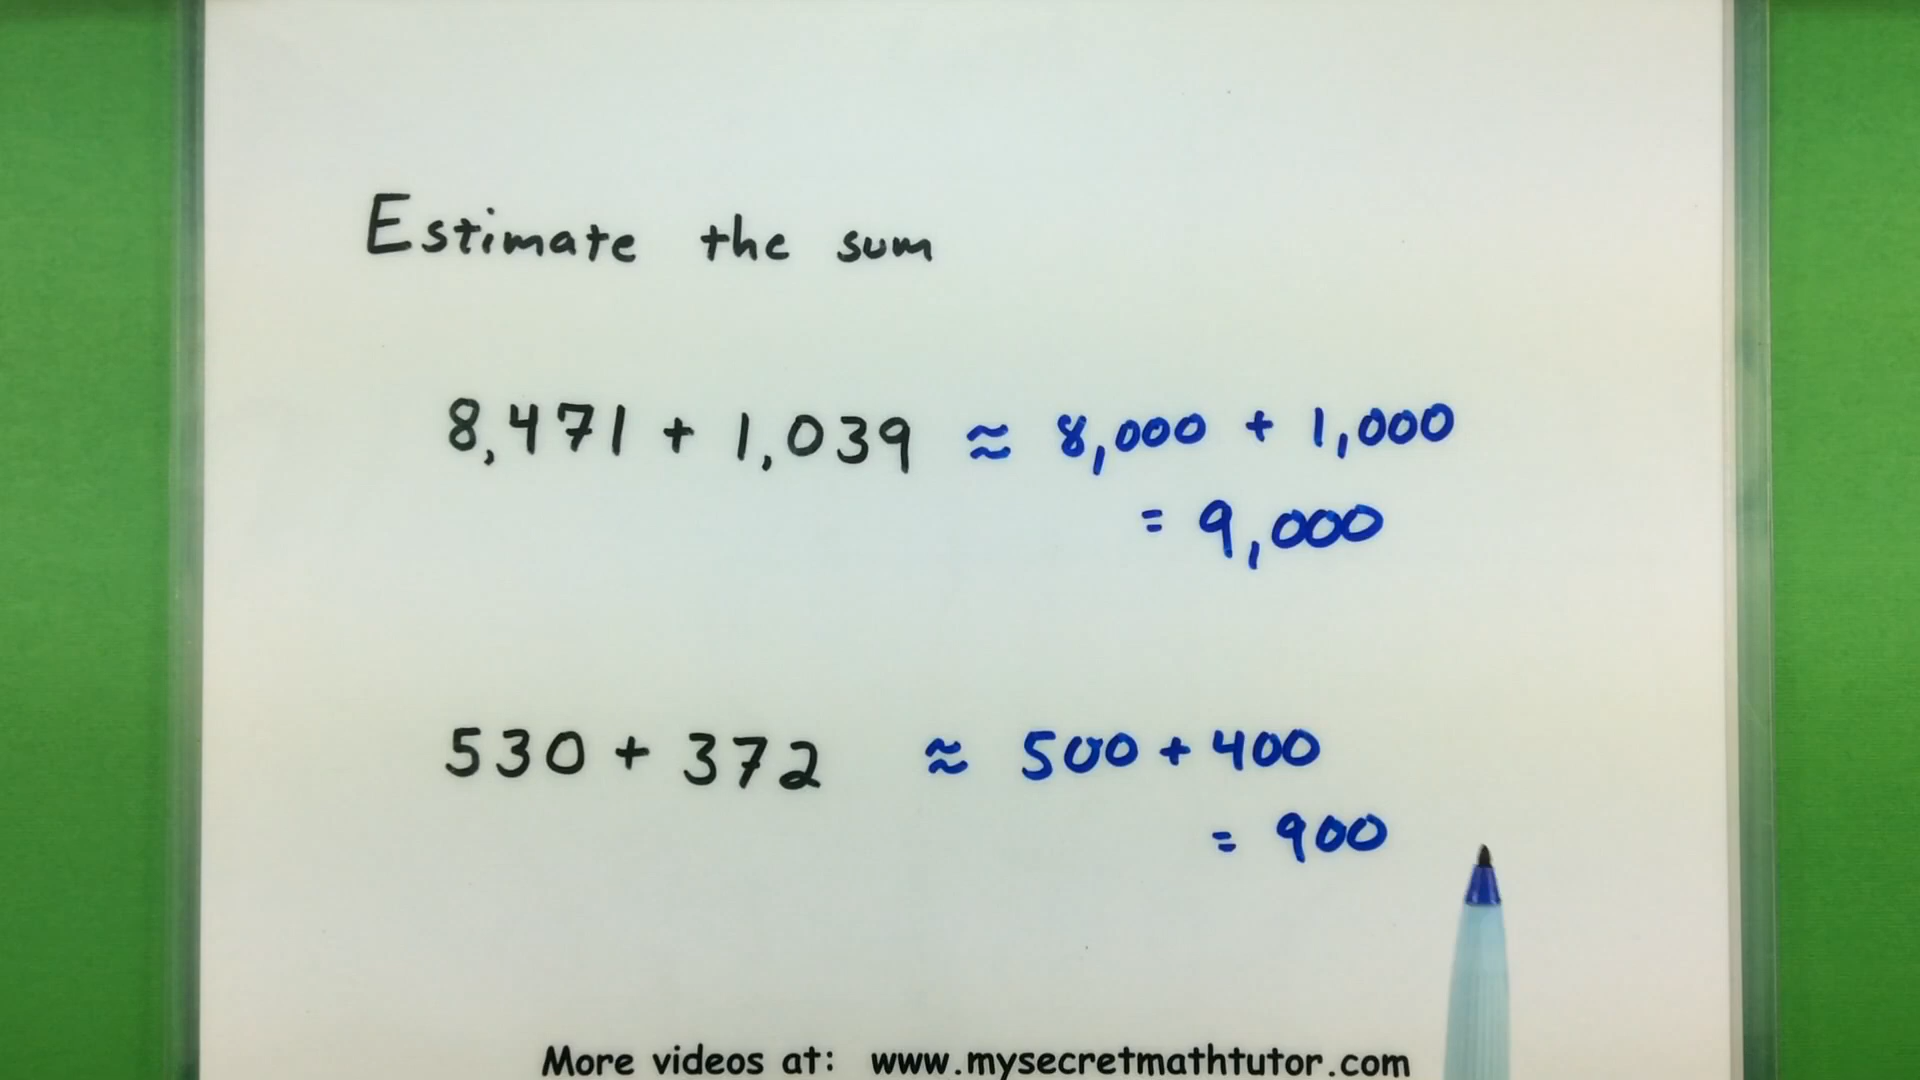 Estimate the sum
8,471 + 1,039 ≈ 8,000 + 1,000
= 9,000
530 + 372 ≈ 500 + 400
= 900
More videos at: www.mysecretmathtutor.com